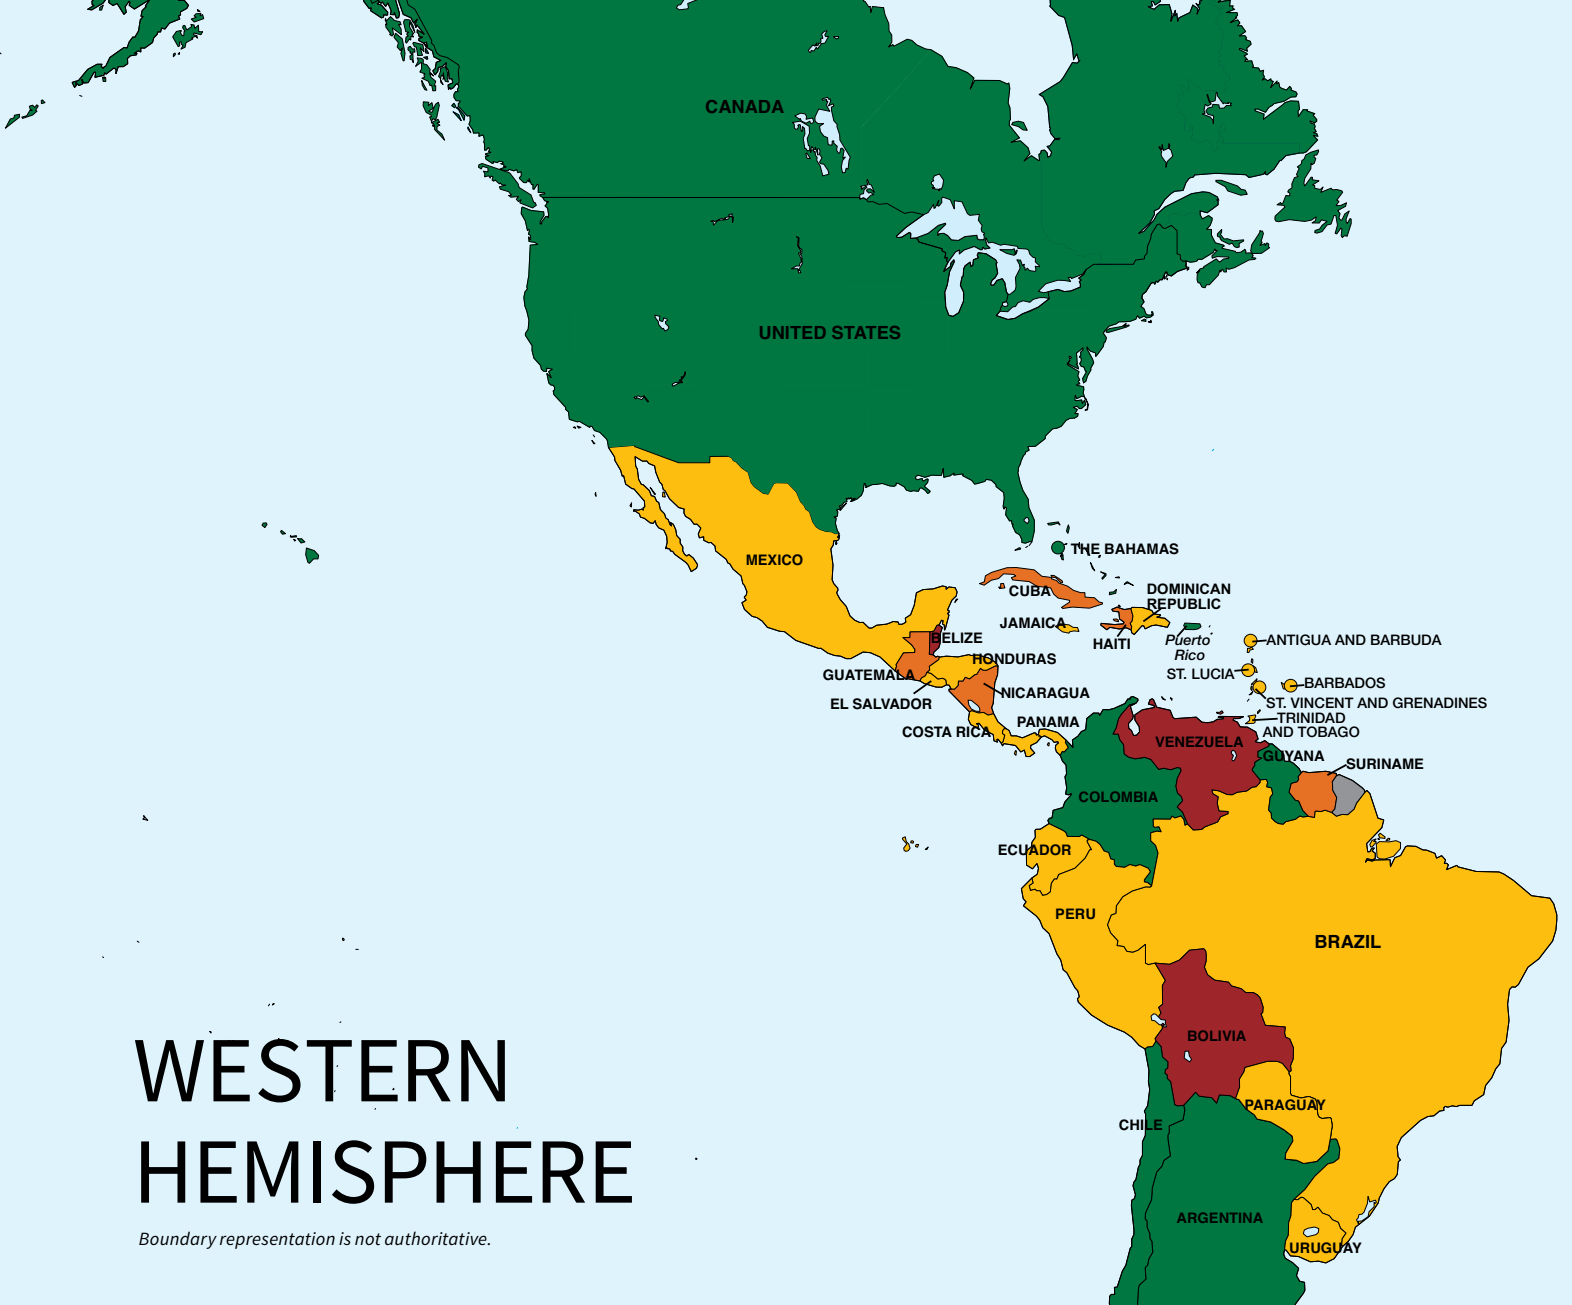 CANADA
UNITED STATES
MEXICO
THE BAHAMAS
CUBA
DOMINICAN
REPUBLIC
JAMAICA
HAITI
Puerto
Rico
ANTIGUA AND BARBUDA
BELIZE
HONDURAS
ST. LUCIA
GUATEMALA
BARBADOS
EL SALVADOR
NICARAGUA
ST. VINCENT AND GRENADINES
COSTA RICA
PANAMA
TRINIDAD
AND TOBAGO
VENEZUELA
GUYANA
SURINAME
COLOMBIA
ECUADOR
PERU
BRAZIL
BOLIVIA
PARAGUAY
CHILE
ARGENTINA
URUGUAY
WESTERN
HEMISPHERE
Boundary representation is not authoritative.